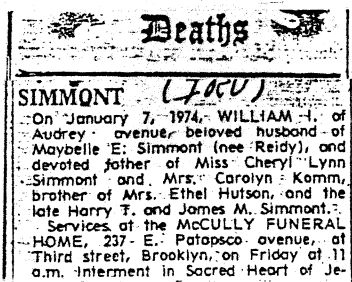 Deaths
SIMMONT
On January 7, 1974, WILLIAM I. of
Audrey avenue, beloved husband of
Maybelle E. Simmont (nee Reidy), and
devoted father of Miss Cheryl Lynn
Simmont and Mrs. Carolyn Komm,
brother of Mrs. Ethel Hutson, and the
late Harry T. and James M. Simmont.
Services at the McCULLY FUNERAL
HOME, 237 E. Patapsco avenue, at
Third street, Brooklyn, on Friday at 11
a.m. Interment in Sacred Heart of Je-